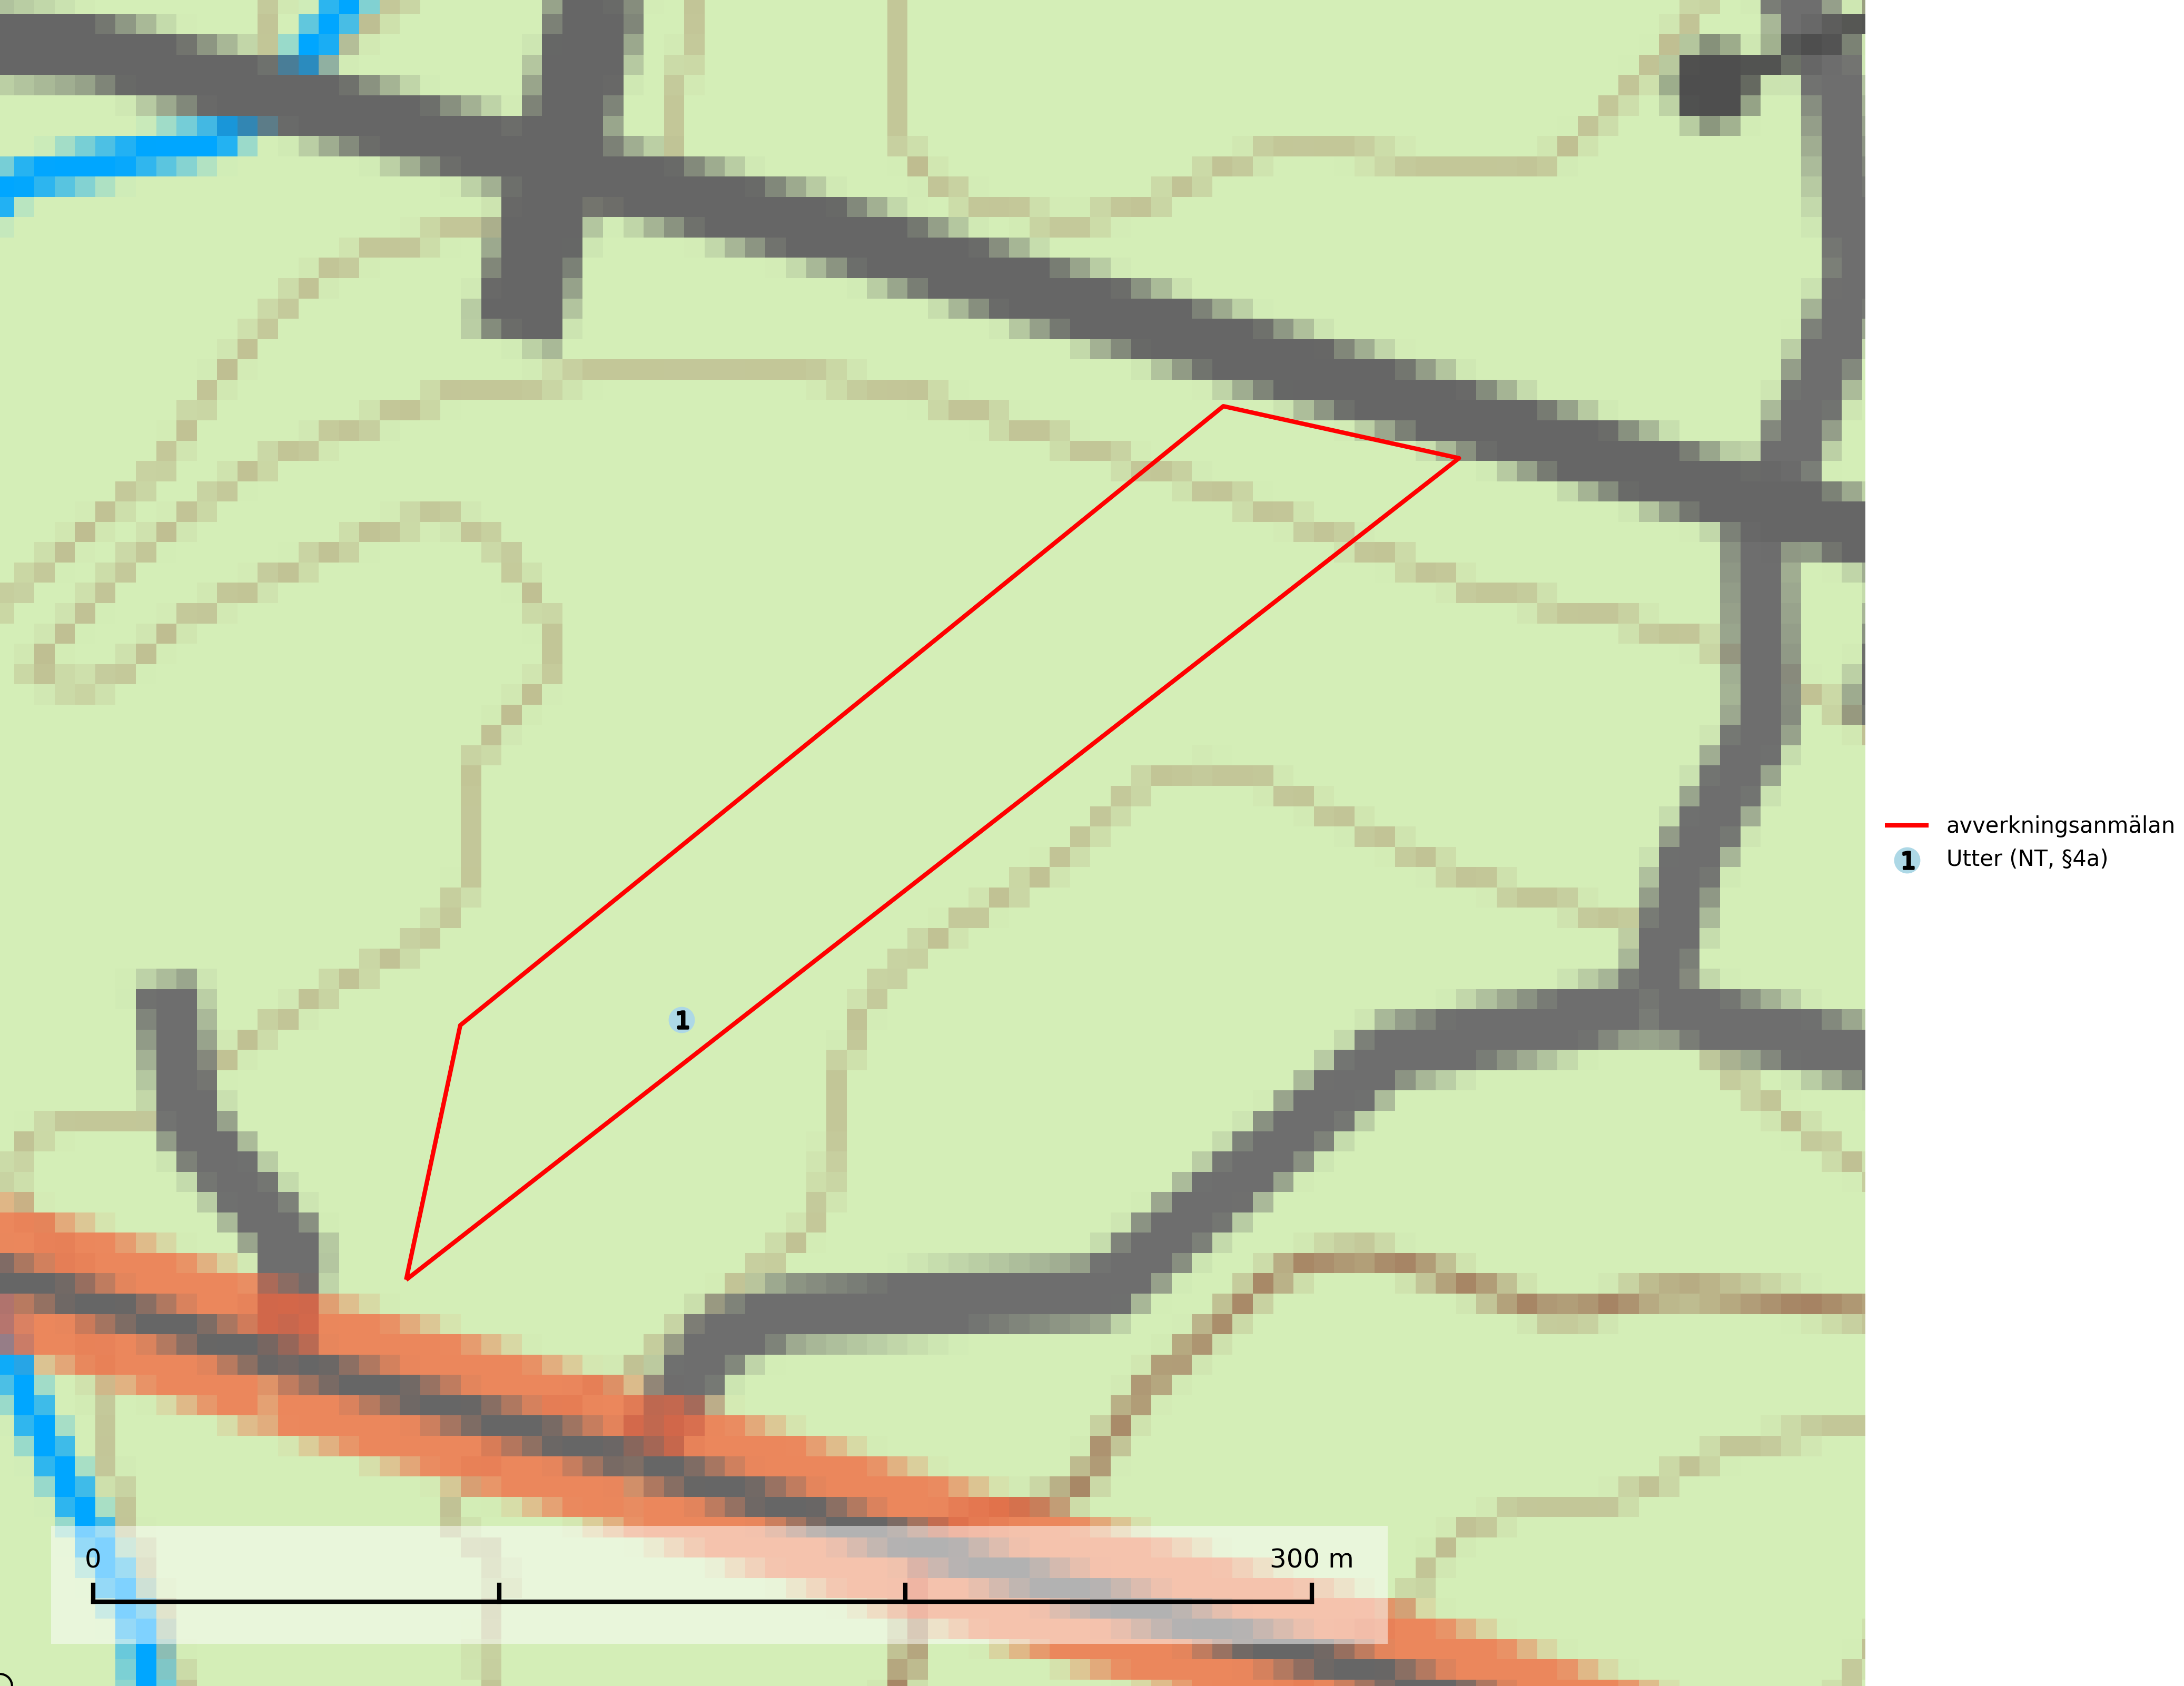 avverkningsanmälan
1 Utter (NT, §4a)
1
0 300 m